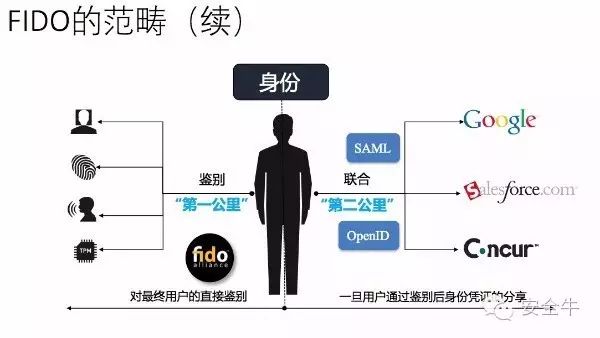 FIDO的范畴（续）
身份
Google
SAML
鉴别
联合
salesforce.com
“第一公里”
“第二公里”
TPM
fido
alliance
OpenID
Concur™
对最终用户的直接鉴别
一旦用户通过鉴别后身份凭证的分享
安全牛